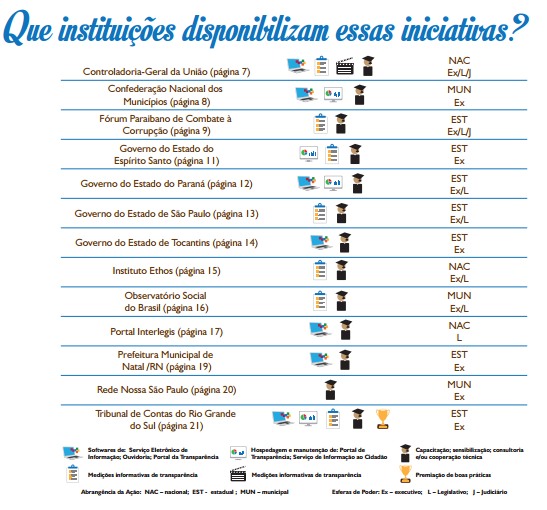 Que instituições disponibilizam essas iniciativas?
Controladoria-Geral da União (página 7)
NAC
Ex/L/J
Confederação Nacional dos
Municípios (página 8)
MUN
Ex
Fórum Paraibano de Combate à
Corrupção (página 9)
EST
Ex/L/J
Governo do Estado do
Espírito Santo (página 11)
EST
Ex
Governo do Estado do Paraná (página 12)
EST
Ex/L
Governo do Estado de São Paulo (página 13)
EST
Ex/L
Governo do Estado de Tocantins (página 14)
EST
Ex
Instituto Ethos (página 15)
NAC
Ex/L
Observatório Social
do Brasil (página 16)
MUN
Ex/L
Portal Interlegis (página 17)
NAC
L
Prefeitura Municipal de
Natal /RN (página 19)
EST
Ex
Rede Nossa São Paulo (página 20)
MUN
Ex
Tribunal de Contas do Rio Grande
do Sul (página 21)
EST
Ex
Softwares de: Serviço Eletrônico de
Informação; Ouvidoria; Portal da Transparência
Hospedagem e manutenção de: Portal de
Transparência; Serviço de Informação ao Cidadão
Capacitação; sensibilização; consultoria
e/ou cooperação técnica
Medições informativas de transparência
Medições informativas de transparência
Premiação de boas práticas
Abrangência da Ação: NAC – nacional; EST - estadual ; MUN – municipal
Esferas de Poder: Ex – executivo; L – Legislativo; J – Judiciário